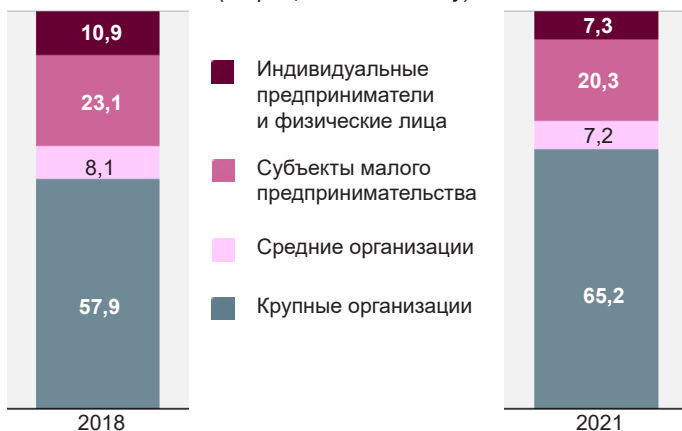 10,9
23,1
8,1
57,9
2018
Индивидуальные
предприниматели
и физические лица
Субъекты малого
предпринимательства
Средние организации
Крупные организации
7,3
20,3
7,2
65,2
2021